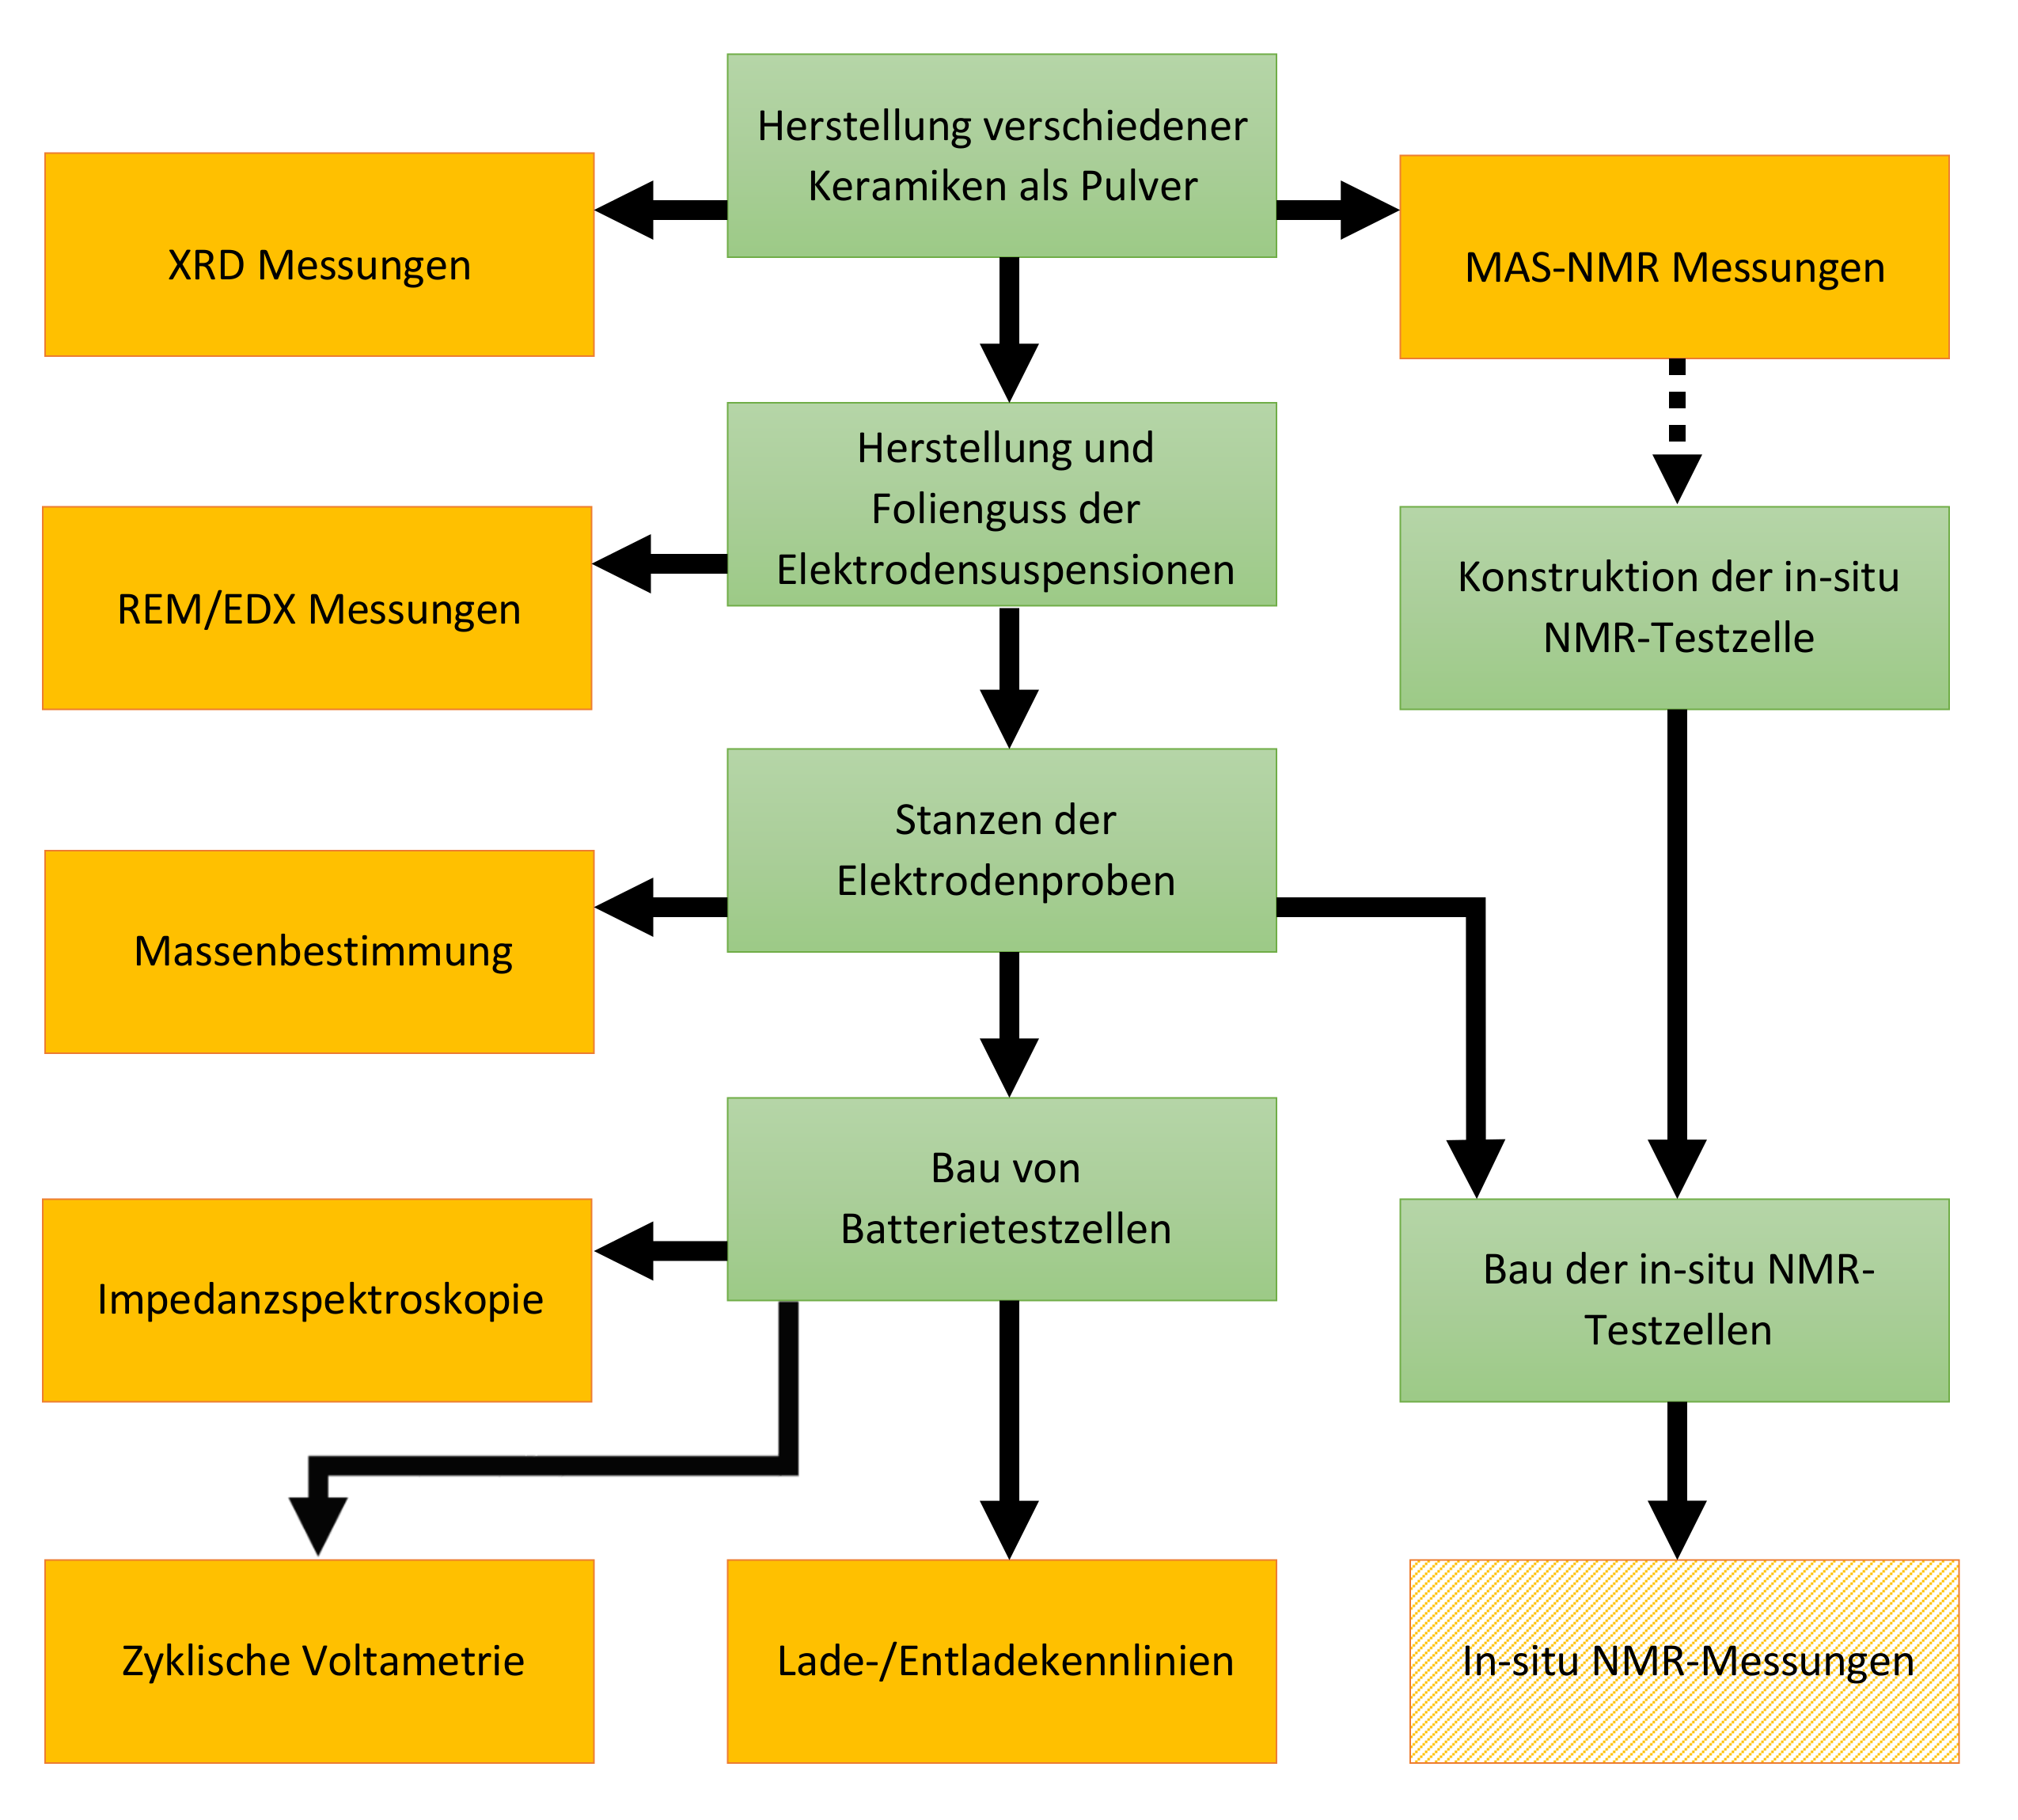 Herstellung verschiedener
Keramiken als Pulver
XRD Messungen
MAS-NMR Messungen
Herstellung und
Folienguss der
Elektrodensuspensionen
REM/EDX Messungen
Konstruktion der in-situ
NMR-Testzelle
Stanzen der
Elektrodenproben
Massenbestimmung
Bau von
Batterietestzellen
Impedanzspektroskopie
Bau der in-situ NMR-
Testzellen
Zyklische Voltametrie
Lade-/Entladekennlinien
In-situ NMR-Messungen